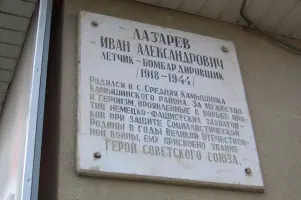 ЛАЗАРЕВ
ИВАН АЛЕКСАНДРОВИЧ
ЛЕТЧИК-БОМБАРДИРОВЩИК
(1918-1944)
РОДИЛСЯ В С. СРЕДНЯЯ КАМЫШИНКА
КАМЫШИНСКОГО РАЙОНА. ЗА МУЖЕСТВО
И ГЕРОИЗМ, ПРОЯВЛЕННЫЕ В БОРЬБЕ ПРО-
ТИВ НЕМЕЦКО-ФАШИСТСКИХ ЗАХВАТЧИ-
КОВ ПРИ ЗАЩИТЕ СОЦИАЛИСТИЧЕСКОЙ
РОДИНЫ В ГОДЫ ВЕЛИКОЙ ОТЕЧЕСТВЕН-
НОЙ ВОЙНЫ, ЕМУ ПРИСВОЕНО ЗВАНИЕ
ГЕРОЙ СОВЕТСКОГО СОЮЗА.